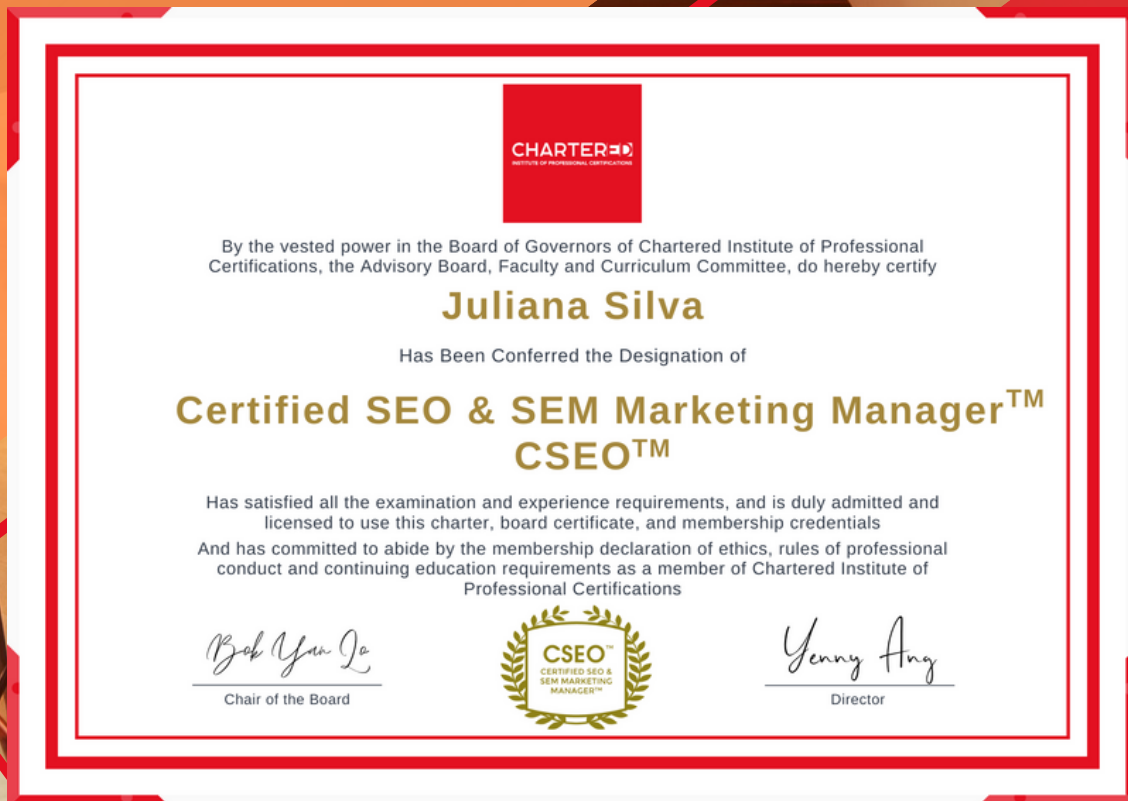 CHARTERED
INSTITUTE OF PROFESSIONAL CERTIFICATIONS
By the vested power in the Board of Governors of Chartered Institute of Professional
Certifications, the Advisory Board, Faculty and Curriculum Committee, do hereby certify
Juliana Silva
Has Been Conferred the Designation of
Certified SEO & SEM Marketing Manager™
CSEO™
Has satisfied all the examination and experience requirements, and is duly admitted and
licensed to use this charter, board certificate, and membership credentials
And has committed to abide by the membership declaration of ethics, rules of professional
conduct and continuing education requirements as a member of Chartered Institute of
Professional Certifications
Bok Yan Lo
Chair of the Board
CSEO™
CERTIFIED SEO &
SEM MARKETING
MANAGER™
Yenny Ang
Director